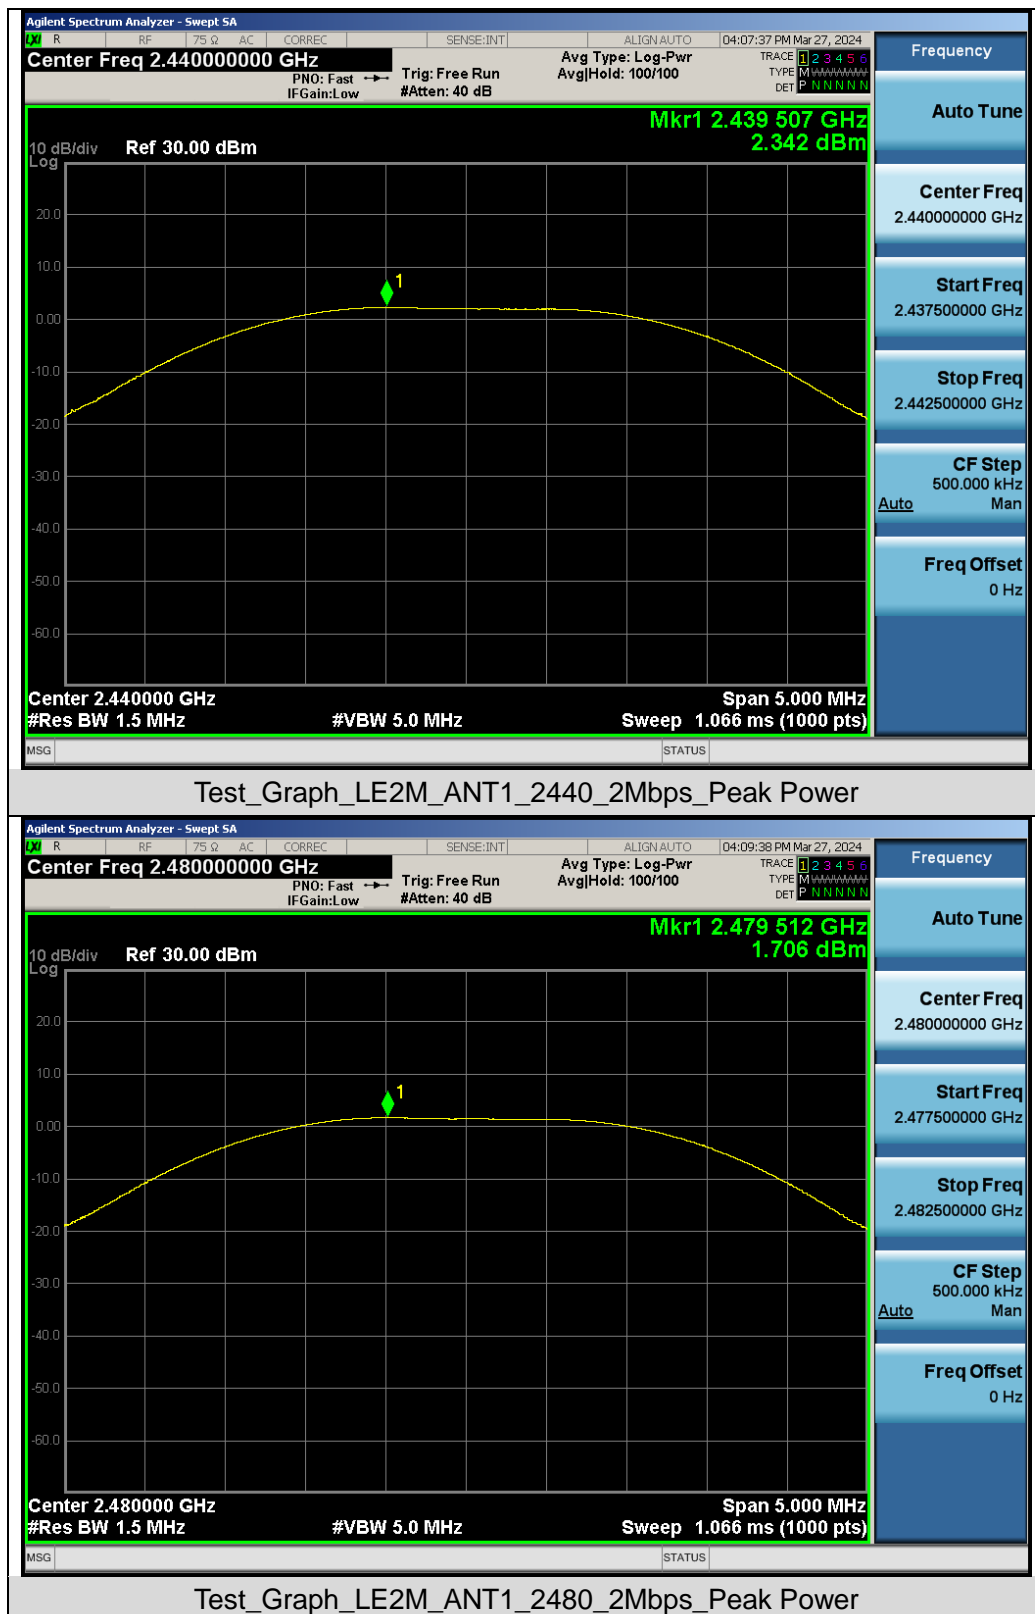 Agilent Spectrum Analyzer - Swept SA
LXI R RF 75 Ω AC CORREC SENSE:INT ALIGN AUTO 04:07:37 PM Mar 27, 2024
Center Freq 2.440000000 GHz
PNO: Fast
IFGain:Low
Trig: Free Run
#Atten: 40 dB
Avg Type: Log-Pwr
Avg|Hold: 100/100
TRACE 1 2 3 4 5 6
TYPE M
DET P N N N N N
Mkr1 2.439 507 GHz
2.342 dBm
10 dB/div Ref 30.00 dBm
Log
20.0
10.0
1
0.00
-10.0
-20.0
-30.0
-40.0
-50.0
-60.0
Center 2.440000 GHz Span 5.000 MHz
#Res BW 1.5 MHz #VBW 5.0 MHz Sweep 1.066 ms (1000 pts)
MSG STATUS
Frequency
Auto Tune
Center Freq
2.440000000 GHz
Start Freq
2.437500000 GHz
Stop Freq
2.442500000 GHz
CF Step
500.000 kHz
Auto Man
Freq Offset
0 Hz
Test_Graph_LE2M_ANT1_2440_2Mbps_Peak Power
Agilent Spectrum Analyzer - Swept SA
LXI R RF 75 Ω AC CORREC SENSE:INT ALIGN AUTO 04:09:38 PM Mar 27, 2024
Center Freq 2.480000000 GHz
PNO: Fast
IFGain:Low
Trig: Free Run
#Atten: 40 dB
Avg Type: Log-Pwr
Avg|Hold: 100/100
TRACE 1 2 3 4 5 6
TYPE M
DET P N N N N N
Mkr1 2.479 512 GHz
1.706 dBm
10 dB/div Ref 30.00 dBm
Log
20.0
10.0
1
0.00
-10.0
-20.0
-30.0
-40.0
-50.0
-60.0
Center 2.480000 GHz Span 5.000 MHz
#Res BW 1.5 MHz #VBW 5.0 MHz Sweep 1.066 ms (1000 pts)
MSG STATUS
Frequency
Auto Tune
Center Freq
2.480000000 GHz
Start Freq
2.477500000 GHz
Stop Freq
2.482500000 GHz
CF Step
500.000 kHz
Auto Man
Freq Offset
0 Hz
Test_Graph_LE2M_ANT1_2480_2Mbps_Peak Power